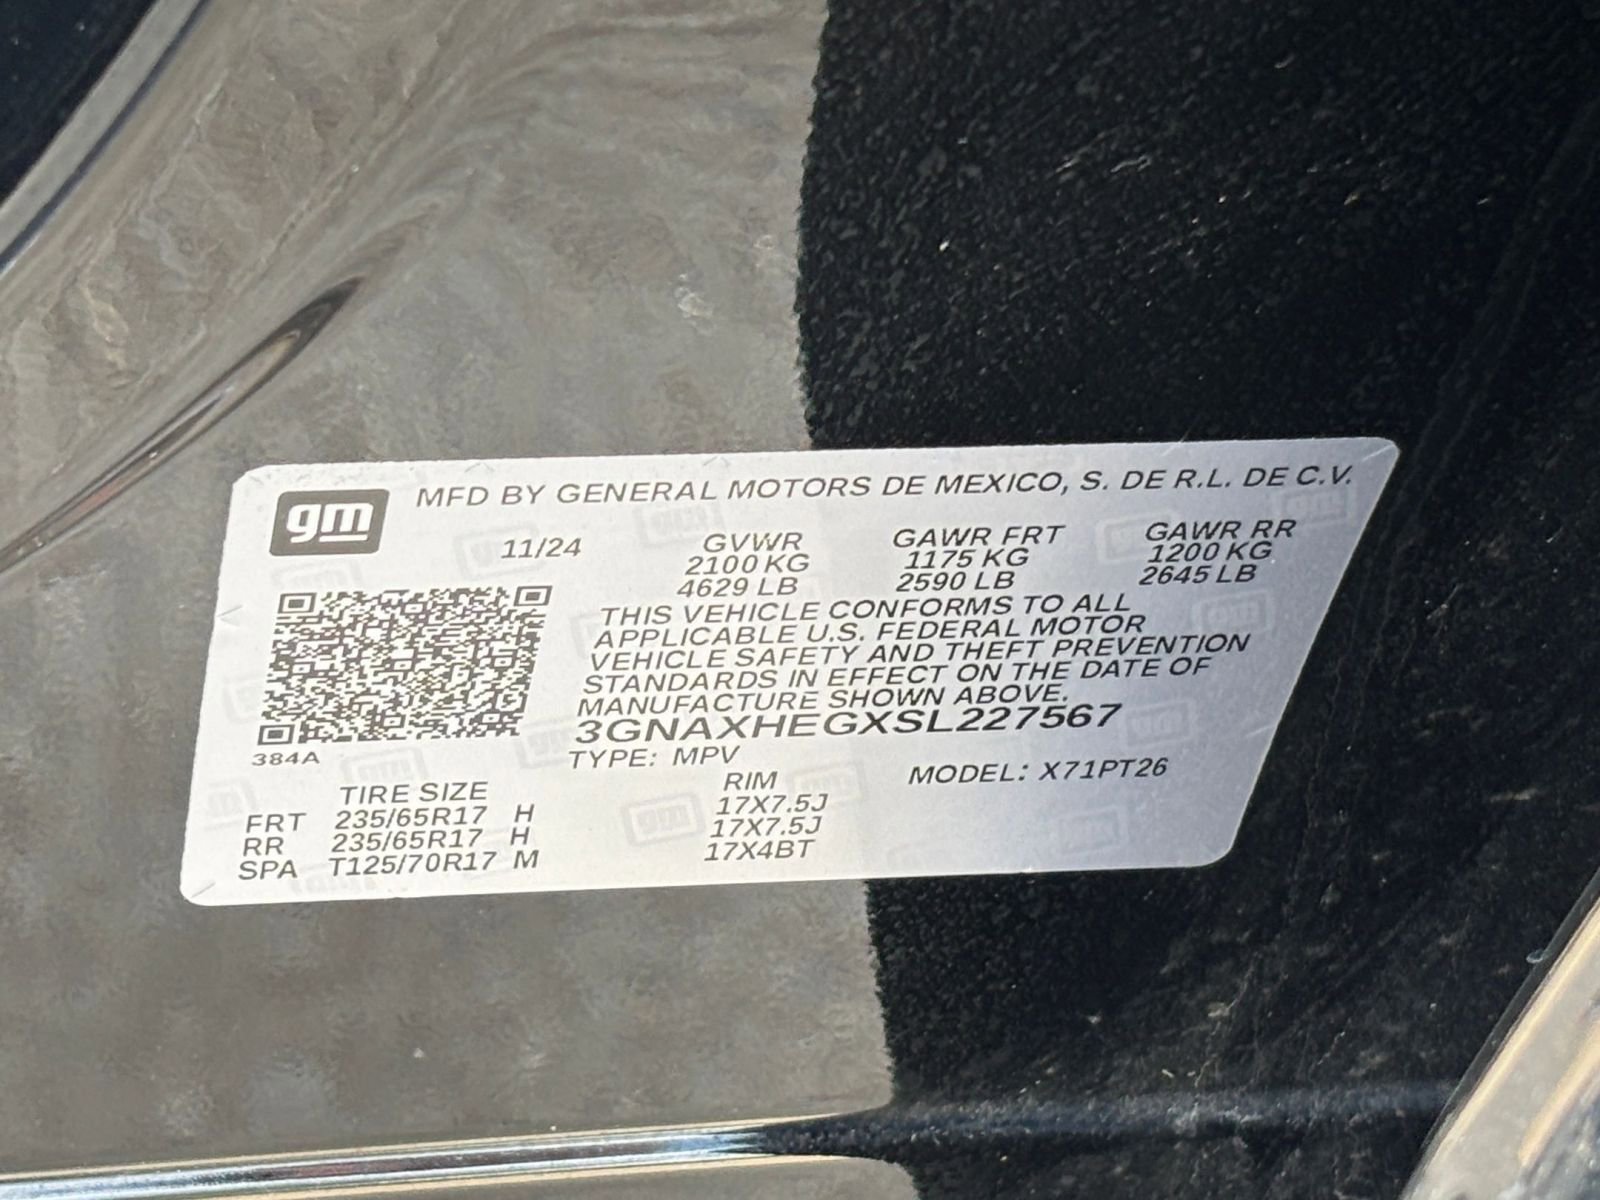 gm MFD BY GENERAL MOTORS DE MEXICO, S. DE R.L. DE C.V.
11/24 GVWR GAWR FRT GAWR RR
2100 KG 1175 KG 1200 KG
4629 LB 2590 LB 2645 LB
THIS VEHICLE CONFORMS TO ALL
APPLICABLE U.S. FEDERAL MOTOR
VEHICLE SAFETY AND THEFT PREVENTION
STANDARDS IN EFFECT ON THE DATE OF
MANUFACTURE SHOWN ABOVE.
3GNAXHEGXSL227567
384A TYPE: MPV MODEL: X71PT26
TIRE SIZE RIM
FRT 235/65R17 H 17X7.5J
RR 235/65R17 H 17X7.5J
SPA T125/70R17 M 17X4BT